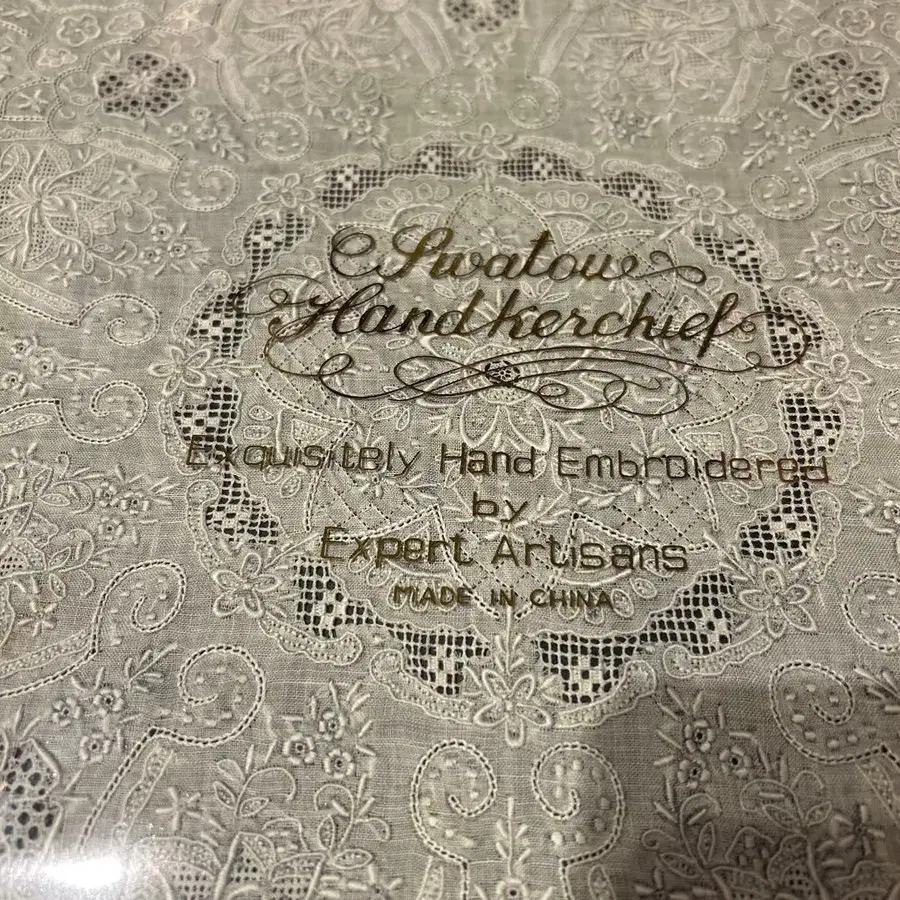 Swatow
Handkerchief
Exquisitely Hand Embroidered
by
Expert Artisans
MADE IN CHINA